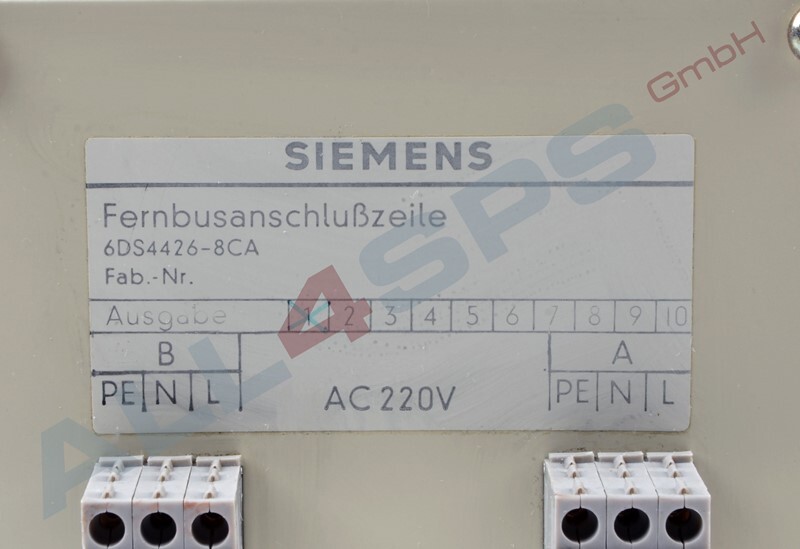 SIEMENS
Fernbusanschlußzeile
6DS4426-8CA
Fab.-Nr.
Ausgabe 1 2 3 4 5 6 7 8 9 10
B A
PE N L AC 220V PE N L
ALL4SPS GmbH